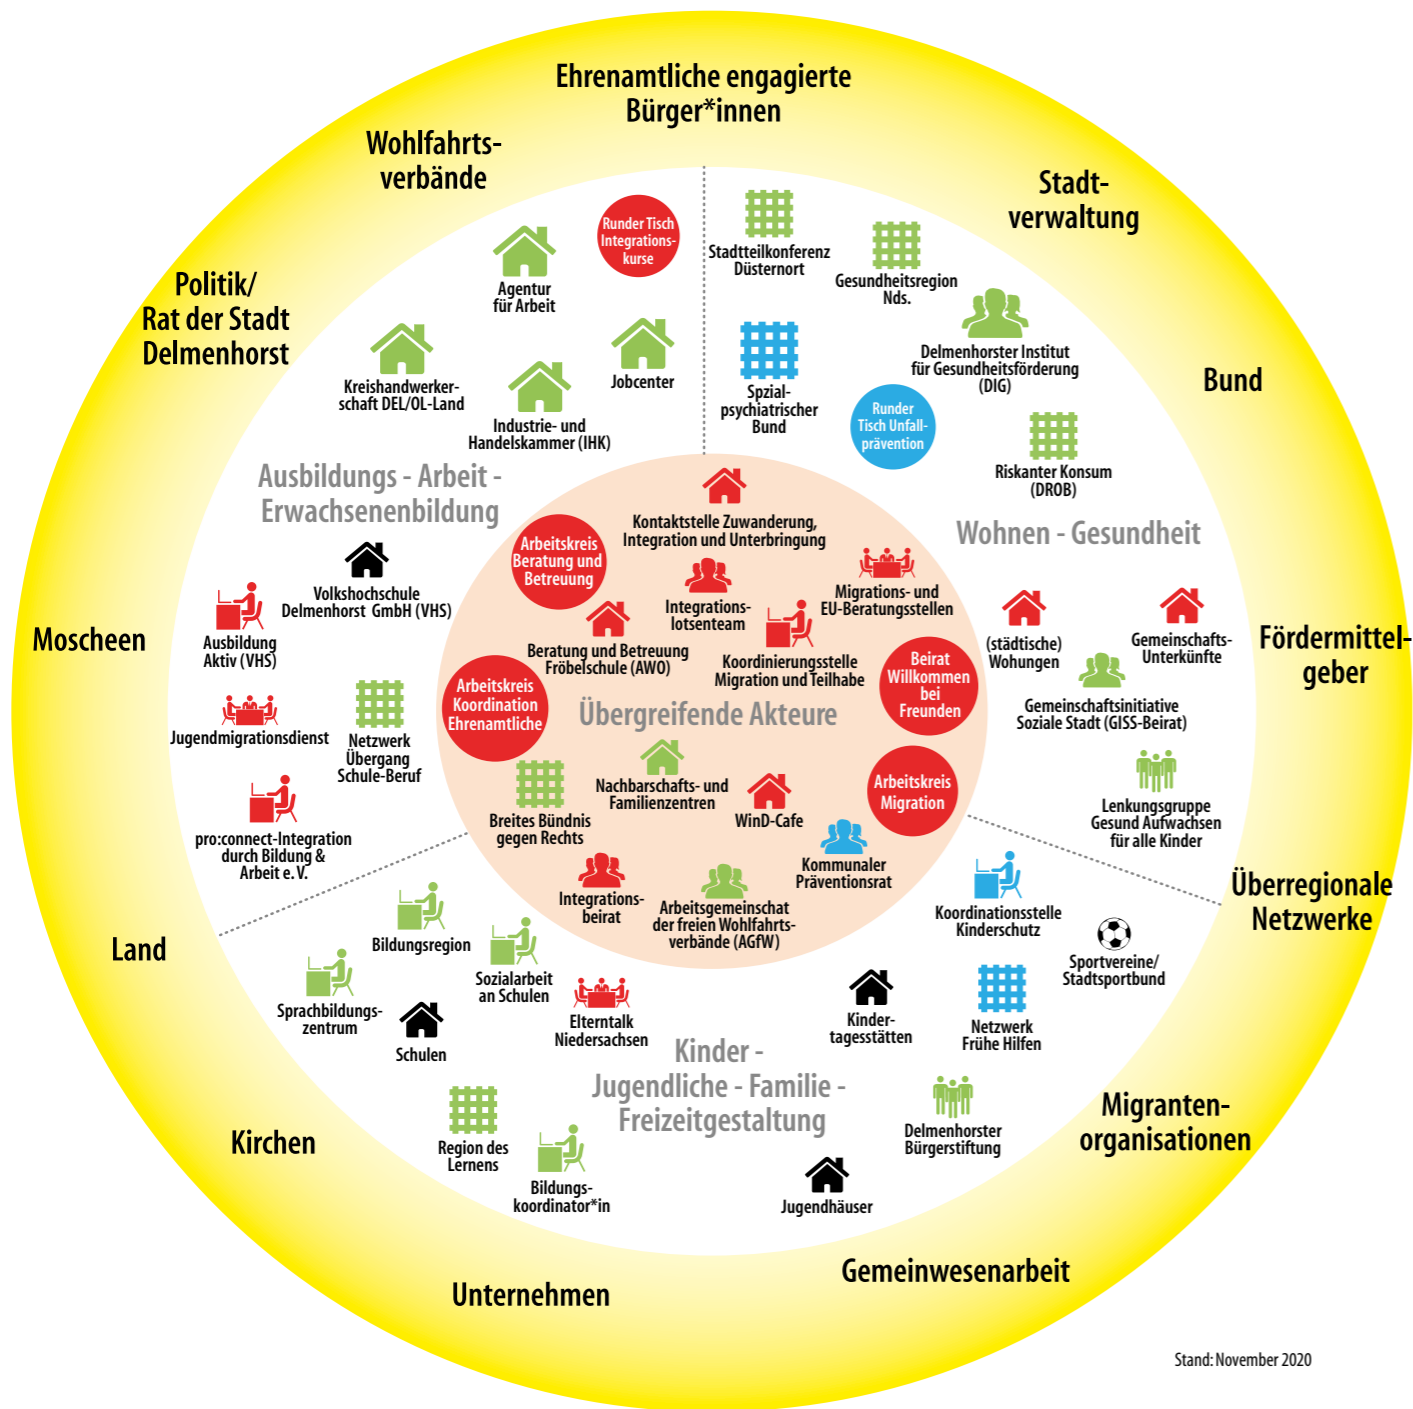 Ehrenamtliche engagierte
Bürger*innen
Wohlfahrts-
verbände
Stadt-
verwaltung
Politik/
Rat der Stadt
Delmenhorst
Bund
Moscheen
Fördermittel-
geber
Land
Überregionale
Netzwerke
Kirchen
Migranten-
organisationen
Unternehmen
Gemeinwesenarbeit
Runder Tisch
Integrations-
kurse
Agentur
für Arbeit
Kreishandwerker-
schaft DEL/OL-Land
Jobcenter
Industrie- und
Handelskammer (IHK)
Ausbildungs - Arbeit -
Erwachsenenbildung
Volkshochschule
Delmenhorst GmbH (VHS)
Ausbildung
Aktiv (VHS)
Jugendmigrationsdienst
Netzwerk
Übergang
Schule-Beruf
pro:connect-Integration
durch Bildung &
Arbeit e. V.
Stadtteilkonferenz
Düsternort
Gesundheitsregion
Nds.
Delmenhorster Institut
für Gesundheitsförderung
(DIG)
Spzial-
psychiatrischer
Bund
Runder
Tisch Unfall-
prävention
Riskanter Konsum
(DROB)
Wohnen - Gesundheit
(städtische)
Wohungen
Gemeinschafts-
Unterkünfte
Gemeinschaftsinitiative
Soziale Stadt (GISS-Beirat)
Lenkungsgruppe
Gesund Aufwachsen
für alle Kinder
Kontaktstelle Zuwanderung,
Integration und Unterbringung
Arbeitskreis
Beratung und
Betreuung
Integrations-
lotsenteam
Migrations- und
EU-Beratungsstellen
Beratung und Betreuung
Fröbelschule (AWO)
Koordinierungsstelle
Migration und Teilhabe
Beirat
Willkommen
bei
Freunden
Arbeitskreis
Koordination
Ehrenamtliche
Übergreifende Akteure
Nachbarschafts- und
Familienzentren
Arbeitskreis
Migration
WinD-Cafe
Breites Bündnis
gegen Rechts
Kommunaler
Präventionsrat
Integrations-
beirat
Arbeitsgemeinschat
der freien Wohlfahrts-
verbände (AGfW)
Bildungsregion
Sozialarbeit
an Schulen
Sprachbildungs-
zentrum
Schulen
Elterntalk
Niedersachsen
Region des
Lernens
Bildungs-
koordinator*in
Kinder -
Jugendliche - Familie -
Freizeitgestaltung
Koordinationsstelle
Kinderschutz
Sportvereine/
Stadtsportbund
Kinder-
tagesstätten
Netzwerk
Frühe Hilfen
Delmenhorster
Bürgerstiftung
Jugendhäuser
Stand: November 2020